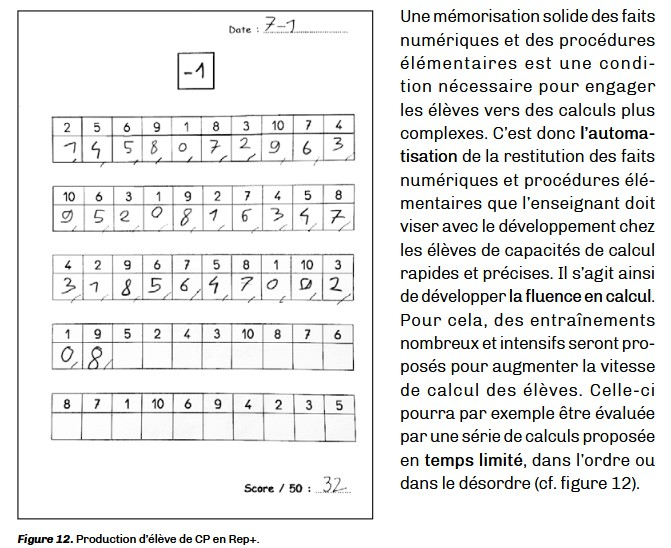 Date : 7-1
-1
2 5 6 9 1 8 3 10 7 4
1 4 5 8 0 7 2 9 6 3
10 6 3 1 9 2 7 4 5 8
9 5 2 0 8 1 6 3 4 7
4 2 9 6 7 5 8 1 10 3
3 1 8 5 6 4 7 0 2
1 9 5 2 4 3 10 8 7 6
0 8
8 7 1 10 6 9 4 2 3 5
Score / 50 : 32
Figure 12. Production d'élève de CP en Rep+.
Une mémorisation solide des faits
numériques et des procédures
élémentaires est une condi-
tion nécessaire pour engager
les élèves vers des calculs plus
complexes. C'est donc l'automa-
tisation de la restitution des faits
numériques et procédures élé-
mentaires que l'enseignant doit
viser avec le développement chez
les élèves de capacités de calcul
rapides et précises. Il s'agit ainsi
de développer la fluence en calcul.
Pour cela, des entraînements
nombreux et intensifs seront pro-
posés pour augmenter la vitesse
de calcul des élèves. Celle-ci
pourra par exemple être évaluée
par une série de calculs proposée
en temps limité, dans l'ordre ou
dans le désordre (cf. figure 12).